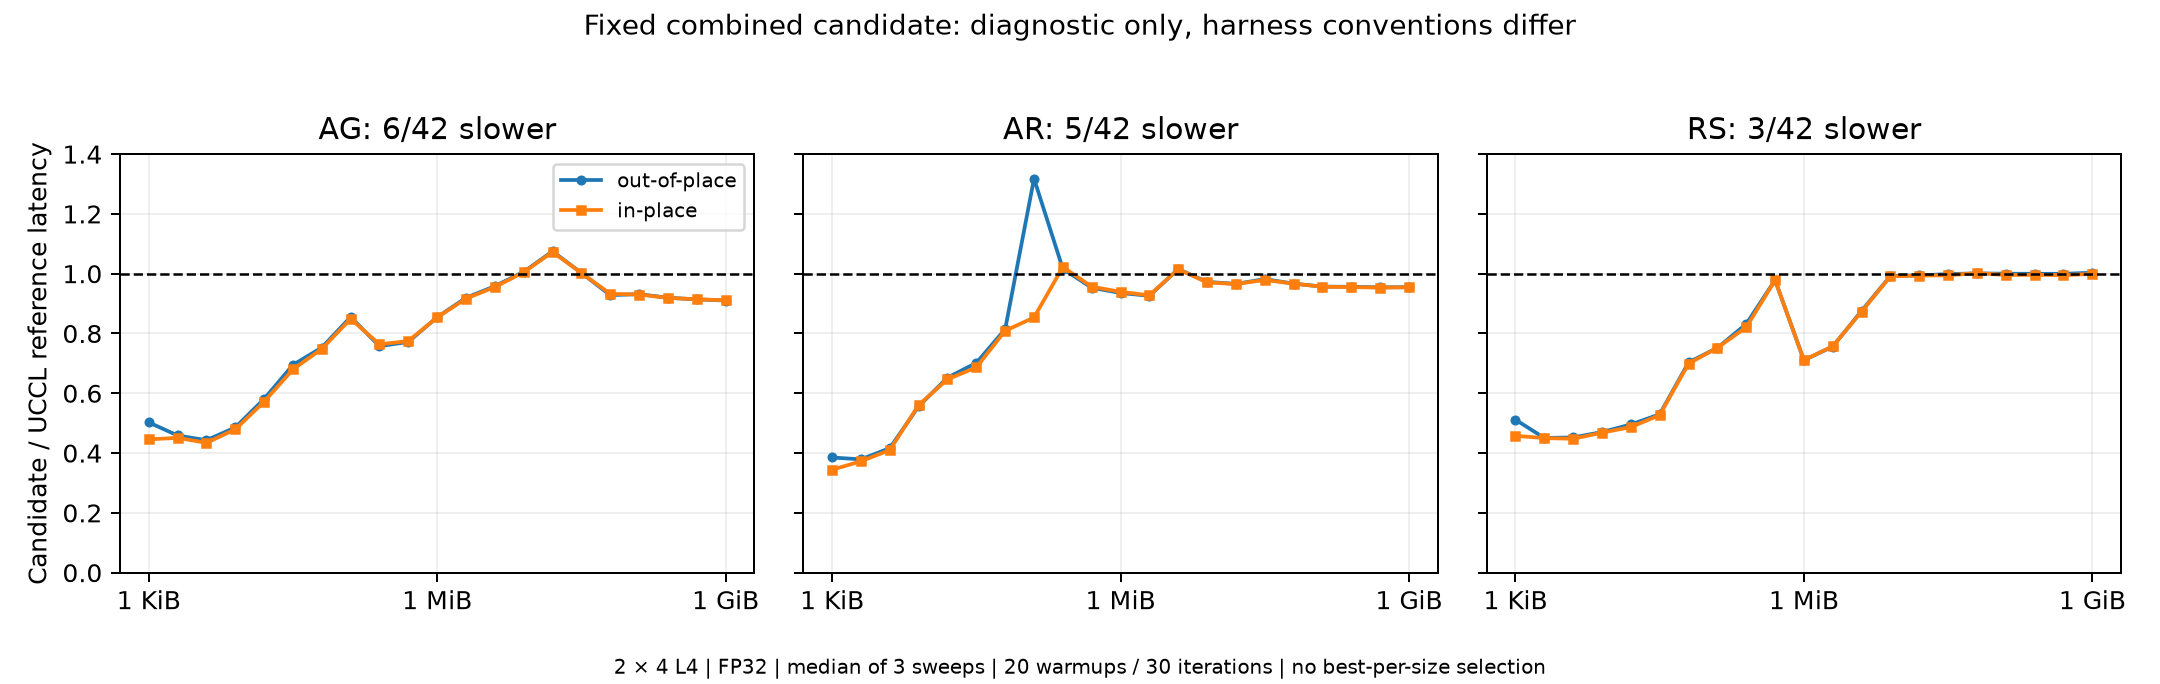 Fixed combined candidate: diagnostic only, harness conventions differ
AG: 6/42 slower
AR: 5/42 slower
RS: 3/42 slower
Candidate / UCCL reference latency
1.4
1.2
1.0
0.8
0.6
0.4
0.2
0.0
out-of-place
in-place
1 KiB
1 MiB
1 GiB
1 KiB
1 MiB
1 GiB
1 KiB
1 MiB
1 GiB
2 × 4 L4 | FP32 | median of 3 sweeps | 20 warmups / 30 iterations | no best-per-size selection